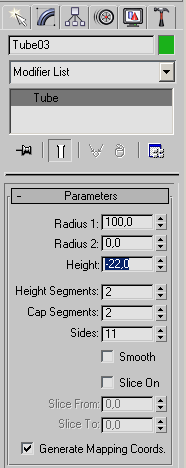 Tube03
Modifier List
Tube
- Parameters
Radius 1: 100,0
Radius 2: 0,0
Height: -22,0
Height Segments: 2
Cap Segments: 2
Sides: 11
Smooth
Slice On
Slice From: 0,0
Slice To: 0,0
Generate Mapping Coords.